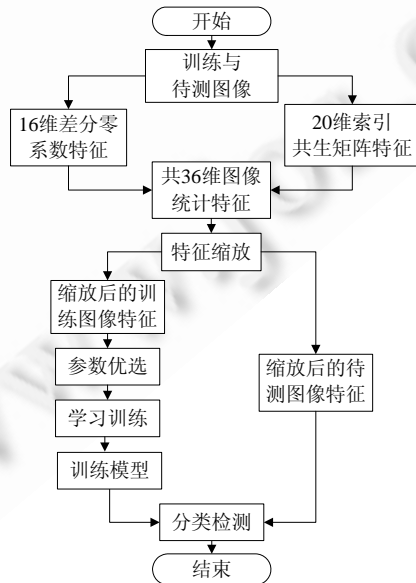 开始
训练与
待测图像
16维差分零
系数特征
20维索引
共生矩阵特征
共36维图像
统计特征
特征缩放
缩放后的训
练图像特征
参数优选
缩放后的待
测图像特征
学习训练
训练模型
分类检测
结束